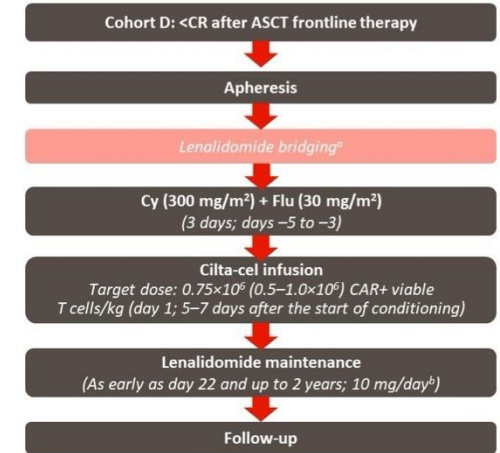 Cohort D: <CR after ASCT frontline therapy
Apheresis
Lenalidomide bridgingᵃ
Cy (300 mg/m²) + Flu (30 mg/m²)
(3 days; days –5 to –3)
Cilta-cel infusion
Target dose: 0.75×10⁶ (0.5–1.0×10⁶) CAR+ viable
T cells/kg (day 1; 5–7 days after the start of conditioning)
Lenalidomide maintenance
(As early as day 22 and up to 2 years; 10 mg/dayᵇ)
Follow-up